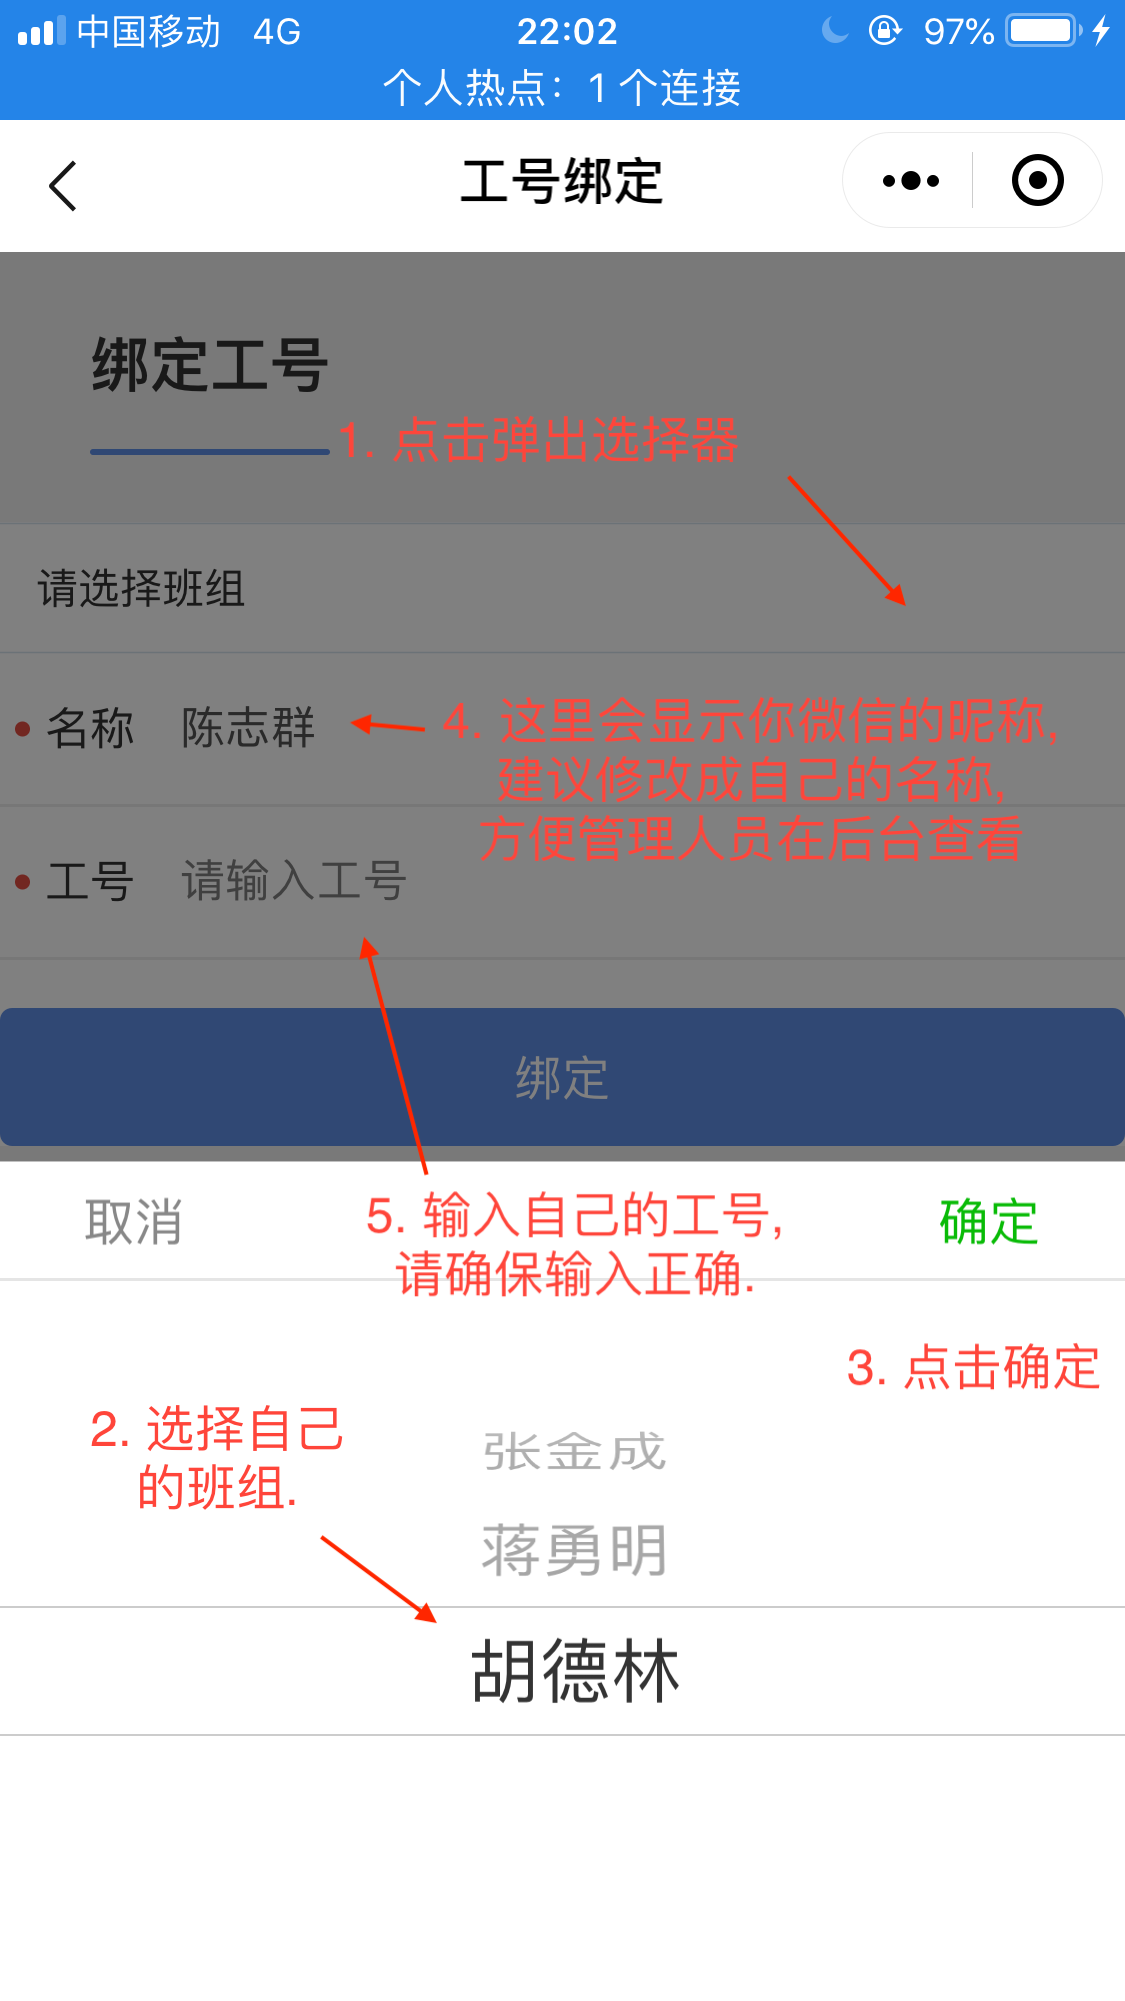 中国移动 4G 22:02 97%
个人热点：1 个连接
工号绑定
绑定工号
1. 点击弹出选择器
请选择班组
名称 陈志群
4. 这里会显示你微信的昵称,
建议修改成自己的名称,
方便管理人员在后台查看
工号 请输入工号
绑定
取消 确定
5. 输入自己的工号,
请确保输入正确.
3. 点击确定
2. 选择自己
的班组.
张金成
蒋勇明
胡德林